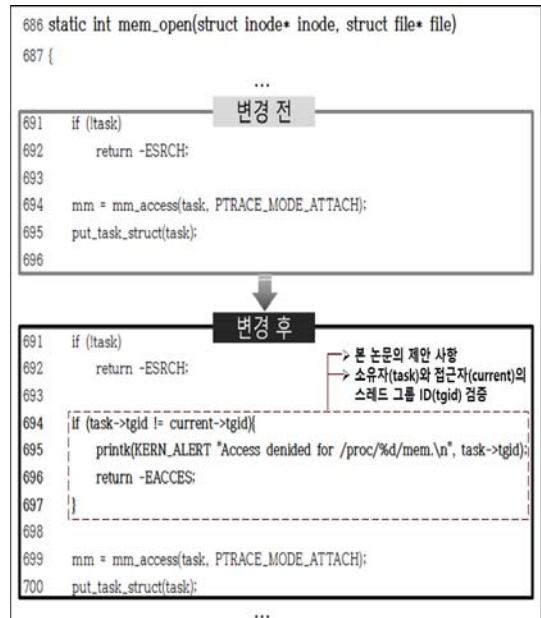 686 static int mem_open(struct inode* inode, struct file* file)
687 {
...
변경 전
691 if (!task)
692 return -ESRCH;
693
694 mm = mm_access(task, PTRACE_MODE_ATTACH);
695 put_task_struct(task);
696
변경 후
691 if (!task)
692 return -ESRCH;
693
본 논문의 제안 사항
소유자(task)와 접근자(current)의
스레드 그룹 ID(tgid) 검증
694 if (task->tgid != current->tgid){
695 printk(KERN_ALERT "Access denided for /proc/%d/mem.\n", task->tgid);
696 return -EACCES;
697 }
698
699 mm = mm_access(task, PTRACE_MODE_ATTACH);
700 put_task_struct(task);
...